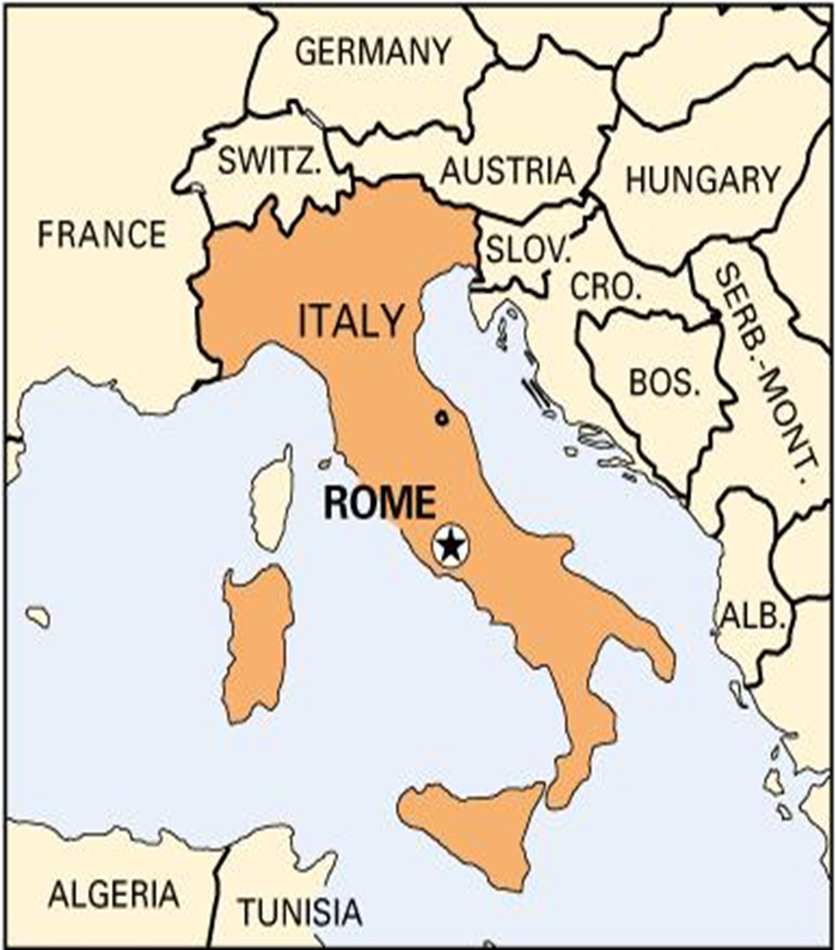 GERMANY
SWITZ.
AUSTRIA
HUNGARY
FRANCE
SLOV.
CRO.
SERB.-MONT.
ITALY
BOS.
ROME
ALB.
ALGERIA
TUNISIA